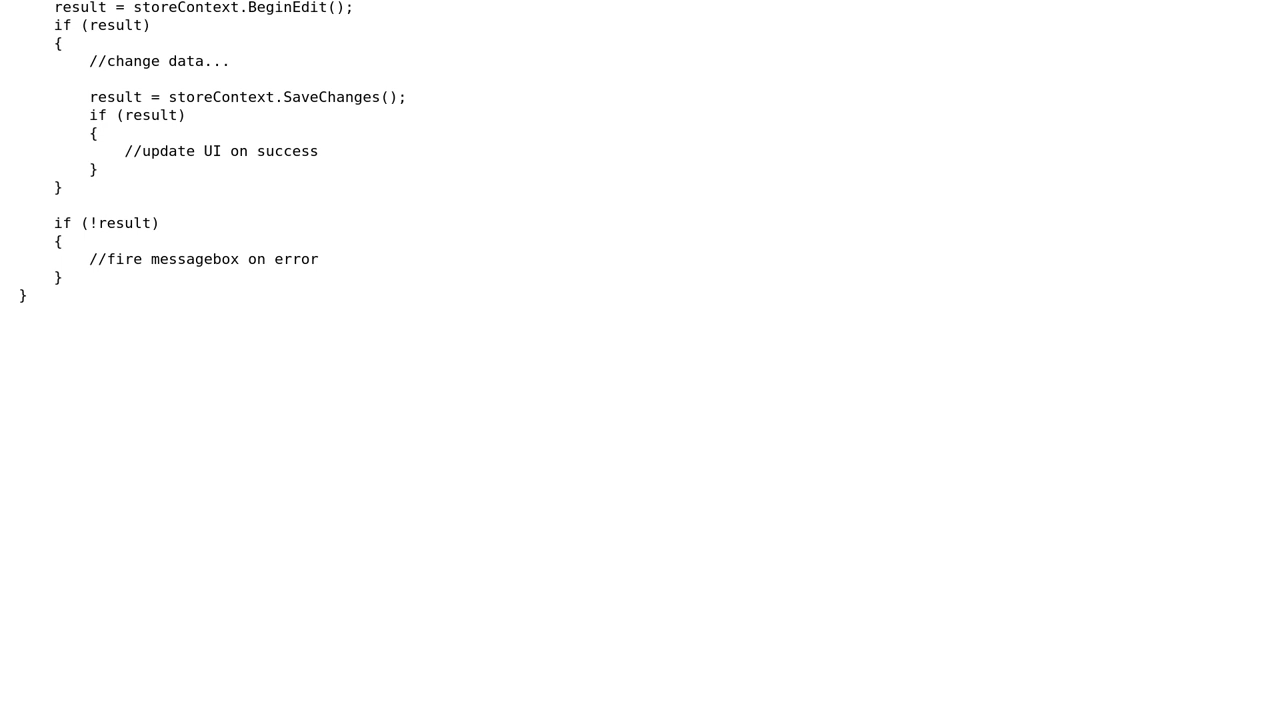 result = storeContext.BeginEdit();
    if (result)
    {
        //change data...

        result = storeContext.SaveChanges();
        if (result)
        {
            //update UI on success
        }
    }

    if (!result)
    {
        //fire messagebox on error
    }
}